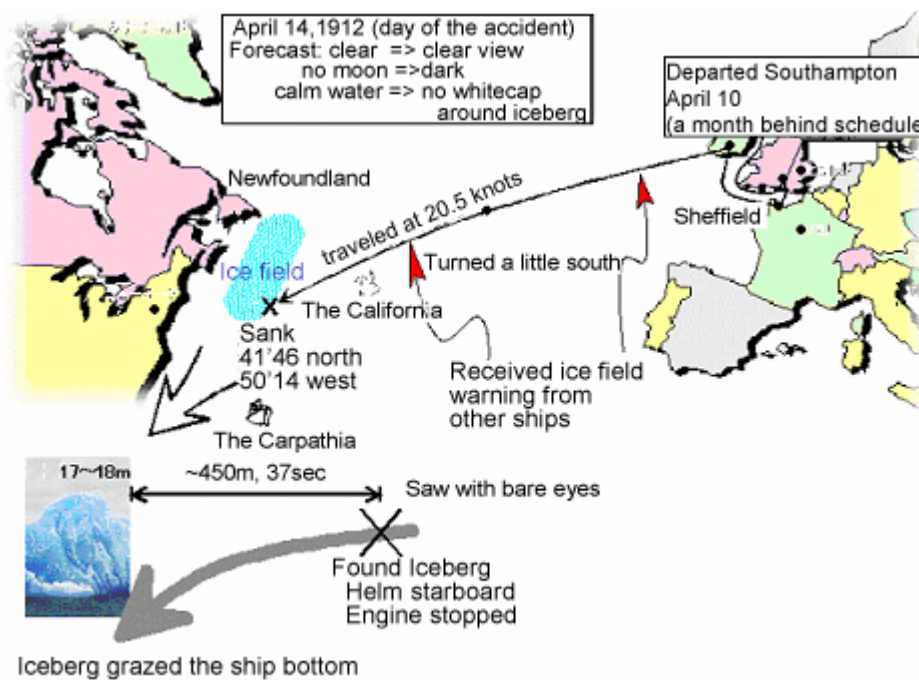 April 14,1912 (day of the accident)
Forecast: clear => clear view
no moon =>dark
calm water => no whitecap
around iceberg
Departed Southampton
April 10
(a month behind schedule
Newfoundland
Sheffield
traveled at 20.5 knots
Turned a little south
Ice field
The California
Sank
41'46 north
50'14 west
Received ice field
warning from
other ships
The Carpathia
17~18m
~450m, 37sec
Saw with bare eyes
Found Iceberg
Helm starboard
Engine stopped
Iceberg grazed the ship bottom